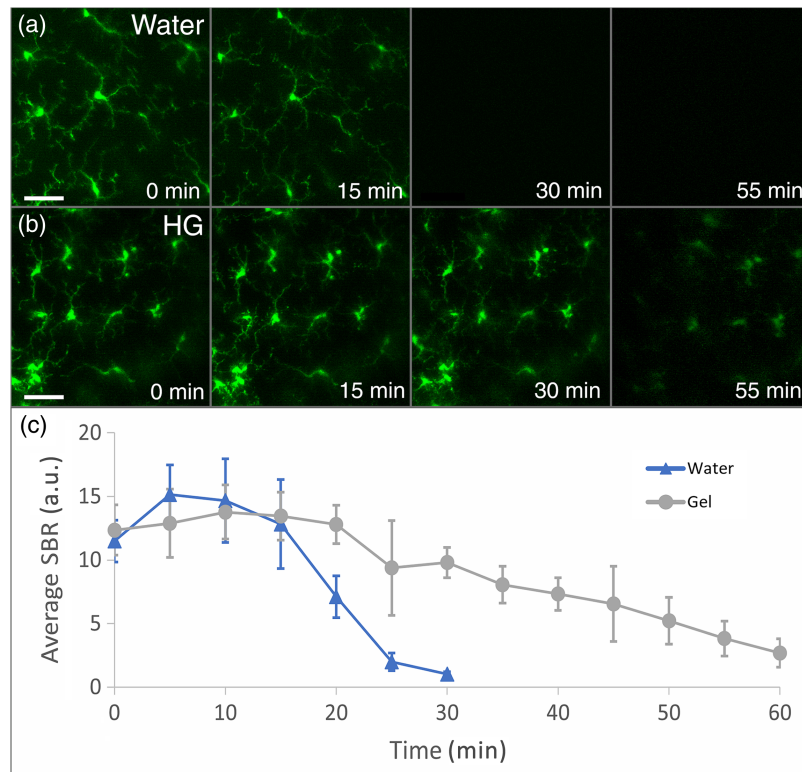 (a) Water
0 min 15 min 30 min 55 min
(b) HG
0 min 15 min 30 min 55 min
(c)
20
15
10
5
0
Average SBR (a.u.)
Water
Gel
0 10 20 30 40 50 60
Time (min)